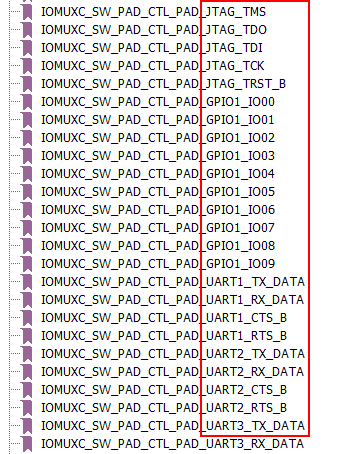 IOMUXC_SW_PAD_CTL_PAD_JTAG_TMS
IOMUXC_SW_PAD_CTL_PAD_JTAG_TDO
IOMUXC_SW_PAD_CTL_PAD_JTAG_TDI
IOMUXC_SW_PAD_CTL_PAD_JTAG_TCK
IOMUXC_SW_PAD_CTL_PAD_JTAG_TRST_B
IOMUXC_SW_PAD_CTL_PAD_GPIO1_IO00
IOMUXC_SW_PAD_CTL_PAD_GPIO1_IO01
IOMUXC_SW_PAD_CTL_PAD_GPIO1_IO02
IOMUXC_SW_PAD_CTL_PAD_GPIO1_IO03
IOMUXC_SW_PAD_CTL_PAD_GPIO1_IO04
IOMUXC_SW_PAD_CTL_PAD_GPIO1_IO05
IOMUXC_SW_PAD_CTL_PAD_GPIO1_IO06
IOMUXC_SW_PAD_CTL_PAD_GPIO1_IO07
IOMUXC_SW_PAD_CTL_PAD_GPIO1_IO08
IOMUXC_SW_PAD_CTL_PAD_GPIO1_IO09
IOMUXC_SW_PAD_CTL_PAD_UART1_TX_DATA
IOMUXC_SW_PAD_CTL_PAD_UART1_RX_DATA
IOMUXC_SW_PAD_CTL_PAD_UART1_CTS_B
IOMUXC_SW_PAD_CTL_PAD_UART1_RTS_B
IOMUXC_SW_PAD_CTL_PAD_UART2_TX_DATA
IOMUXC_SW_PAD_CTL_PAD_UART2_RX_DATA
IOMUXC_SW_PAD_CTL_PAD_UART2_CTS_B
IOMUXC_SW_PAD_CTL_PAD_UART2_RTS_B
IOMUXC_SW_PAD_CTL_PAD_UART3_TX_DATA
IOMUXC_SW_PAD_CTL_PAD_UART3_RX_DATA